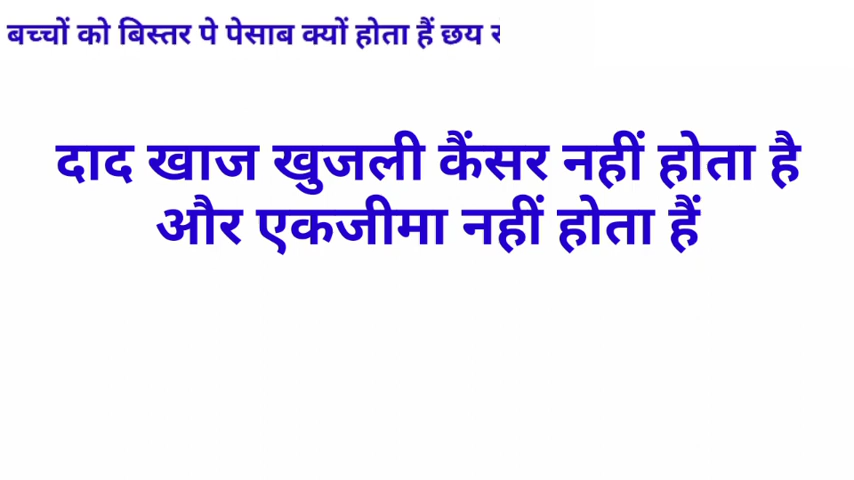 बच्चों को बिस्तर पे पेसाब क्यों होता हैं छय
दाद खाज खुजली कैंसर नहीं होता है
और एकजीमा नहीं होता हैं